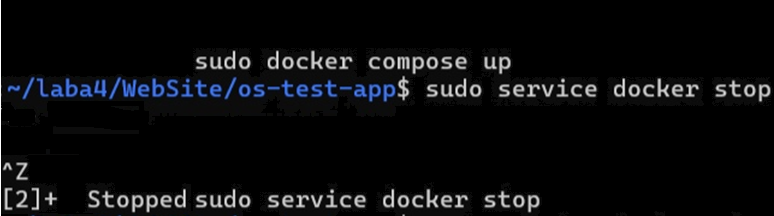 sudo docker compose up
~/laba4/WebSite/os-test-app$ sudo service docker stop
^Z
[2]+  Stopped sudo service docker stop